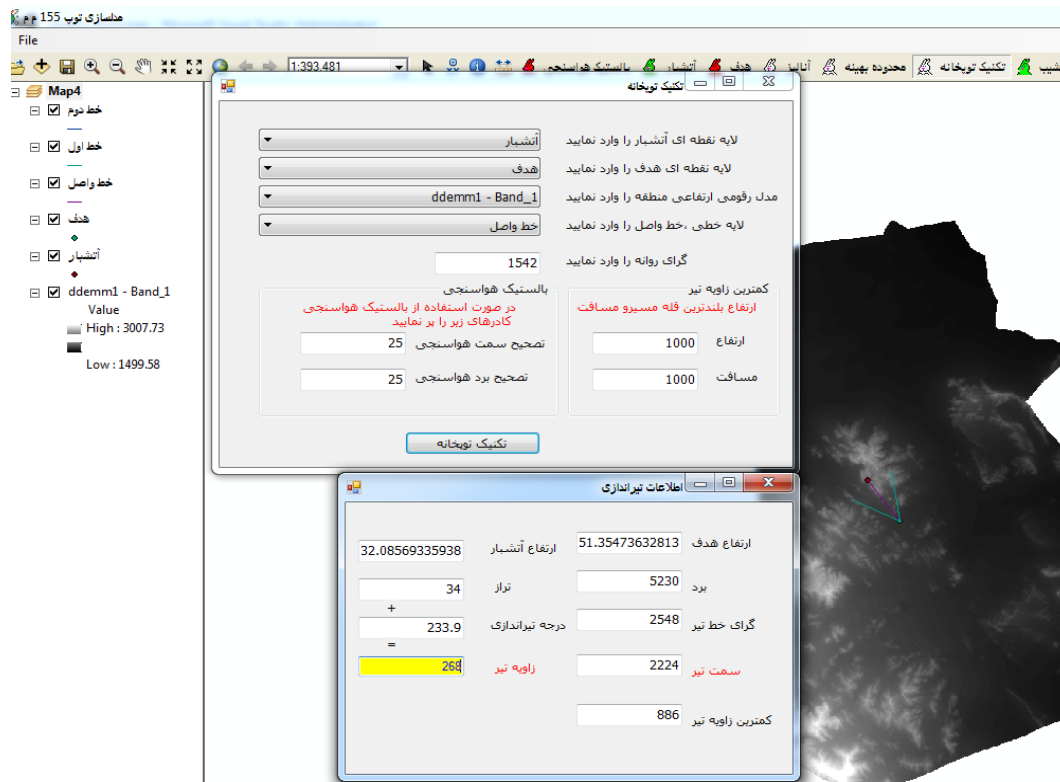 مدلسازی توپ 155 م م
File
1:393.481
بالستیک هواسنجی
آتشبار
هدف
آنالیز
محدوده بهینه
تکنیک توپخانه
شیب
Map4
خط دوم
خط اول
خط واصل
هدف
آتشبار
ddemm1 - Band_1
Value
High : 3007.73
Low : 1499.58
تکنیک توپخانه
لایه نقطه ای آتشبار را وارد نمایید
آتشبار
لایه نقطه ای هدف را وارد نمایید
هدف
مدل رقومی ارتفاعی منطقه را وارد نمایید
ddemm1 - Band_1
لایه خطی ،خط واصل را وارد نمایید
خط واصل
گرای روانه را وارد نمایید
1542
کمترین زاویه تیر
ارتفاع بلندترین قله مسیرو مسافت
ارتفاع
1000
مسافت
1000
بالستیک هواسنجی
در صورت استفاده از بالستیک هواسنجی
کادرهای زیر را پر نمایید
تصحیح سمت هواسنجی
25
تصحیح برد هواسنجی
25
تکنیک توپخانه
اطلاعات تیراندازی
ارتفاع هدف
51.35473632813
ارتفاع آتشبار
32.08569335938
برد
5230
تراز
34
+
گرای خط تیر
2548
درجه تیراندازی
233.9
=
سمت تیر
2224
زاویه تیر
268
کمترین زاویه تیر
886